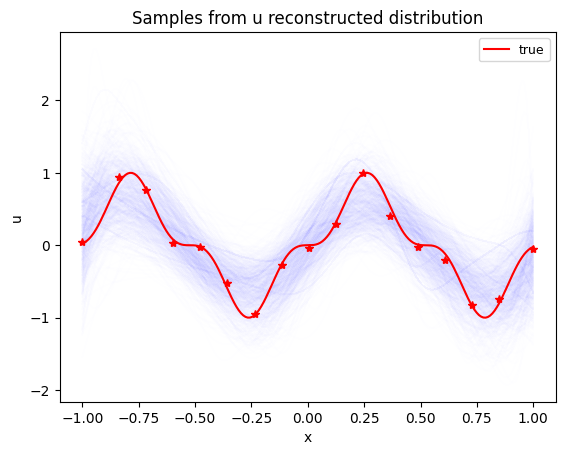 Samples from u reconstructed distribution
true
2
1
0
−1
−2
u
−1.00 −0.75 −0.50 −0.25 0.00 0.25 0.50 0.75 1.00
x